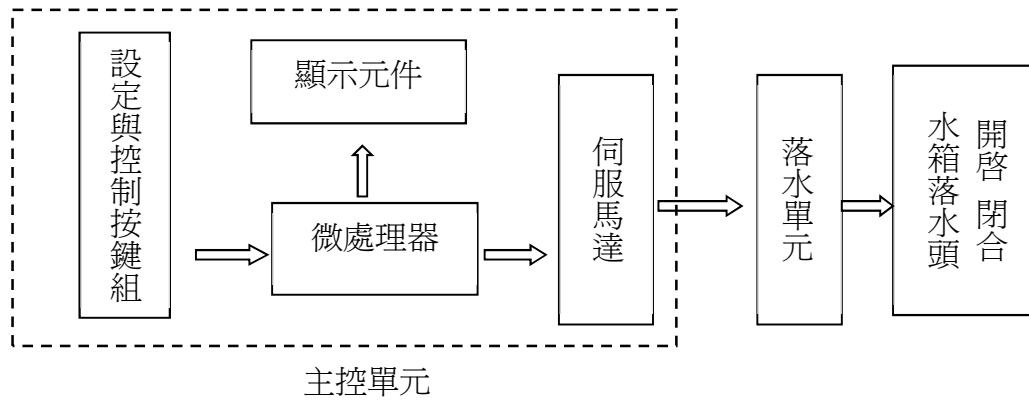 設定與控制按鍵組
顯示元件
微處理器
伺服馬達
落水單元
開啓 閉合
水箱落水頭
主控單元